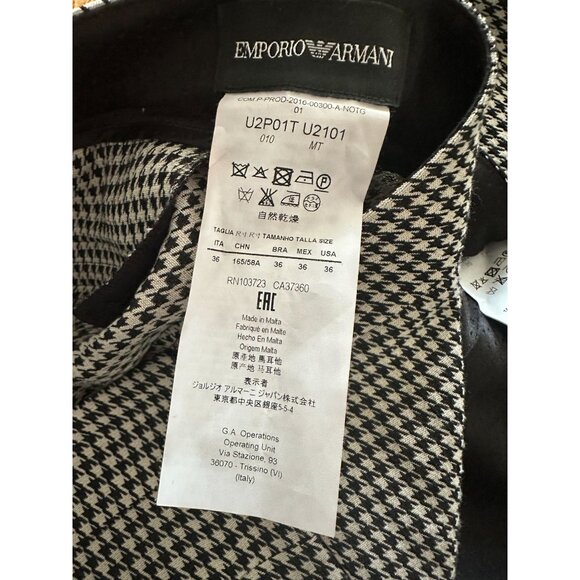 EMPORIO ARMANI
COM P-PROD-2016-00300-A-NOTG
01
U2P01T U2101
010 MT
自然乾燥
TAGLIA 尺寸 尺寸 TAMANHO TALLA SIZE
ITA CHN BRA MEX USA
36 165/58A 36 36 36
RN103723 CA37360
EAC
Made in Malta
Fabriqué en Malte
Hecho En Malta
Origem Malta
原產地 馬耳他
原产地 马耳他
表示者
ジョルジオ アルマーニ ジャパン株式会社
東京都中央区銀座5-5-4
G.A. Operations
Operating Unit
Via Stazione, 93
36070 - Trissino (VI)
(Italy)